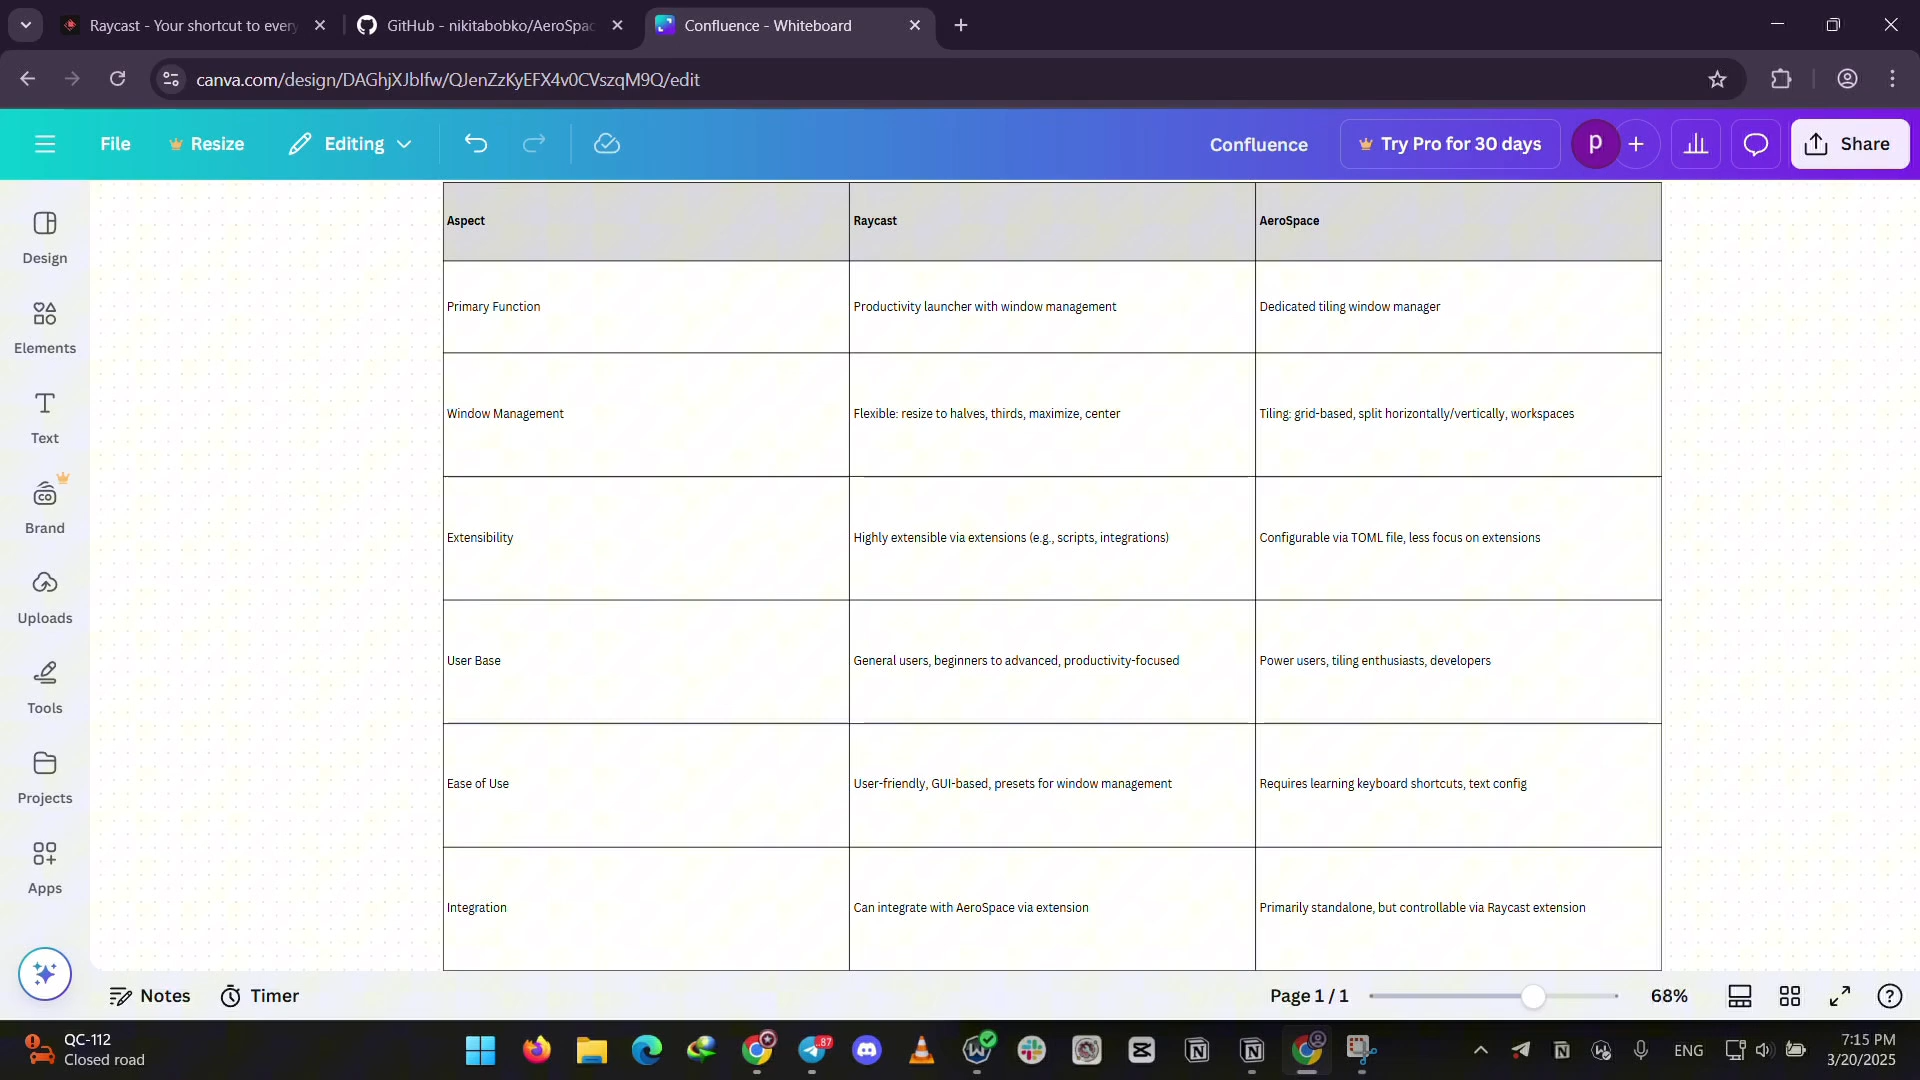 Raycast - Your shortcut to every
GitHub - nikitabobko/AeroSpac
Confluence - Whiteboard
canva.com/design/DAGhjXJbIfw/QJenZzKyEFX4v0CVszqM9Q/edit
File
Resize
Editing
Confluence
Try Pro for 30 days
p
Share
Design
Elements
Text
Brand
Uploads
Tools
Projects
Apps
Aspect Raycast AeroSpace
Primary Function Productivity launcher with window management Dedicated tiling window manager
Window Management Flexible: resize to halves, thirds, maximize, center Tiling: grid-based, split horizontally/vertically, workspaces
Extensibility Highly extensible via extensions (e.g., scripts, integrations) Configurable via TOML file, less focus on extensions
User Base General users, beginners to advanced, productivity-focused Power users, tiling enthusiasts, developers
Ease of Use User-friendly, GUI-based, presets for window management Requires learning keyboard shortcuts, text config
Integration Can integrate with AeroSpace via extension Primarily standalone, but controllable via Raycast extension
Notes
Timer
Page 1 / 1
68%
QC-112
Closed road
87
ENG
7:15 PM
3/20/2025